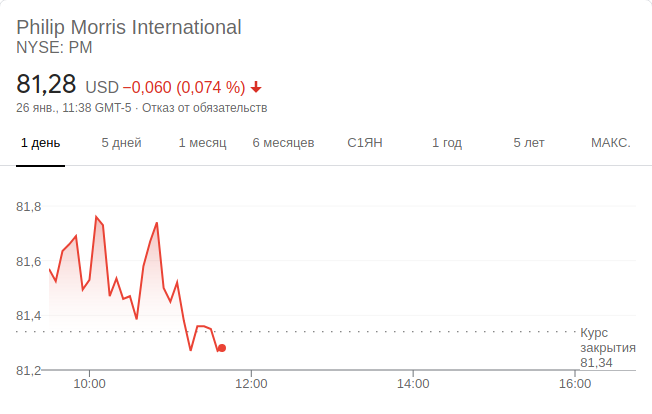 Philip Morris International
NYSE: PM
81,28 USD −0,060 (0,074 %)
26 янв., 11:38 GMT-5 · Отказ от обязательств
1 день 5 дней 1 месяц 6 месяцев С1ЯН 1 год 5 лет МАКС.
81,8
81,6
81,4
81,2
Курс
закрытия
81,34
10:00 12:00 14:00 16:00